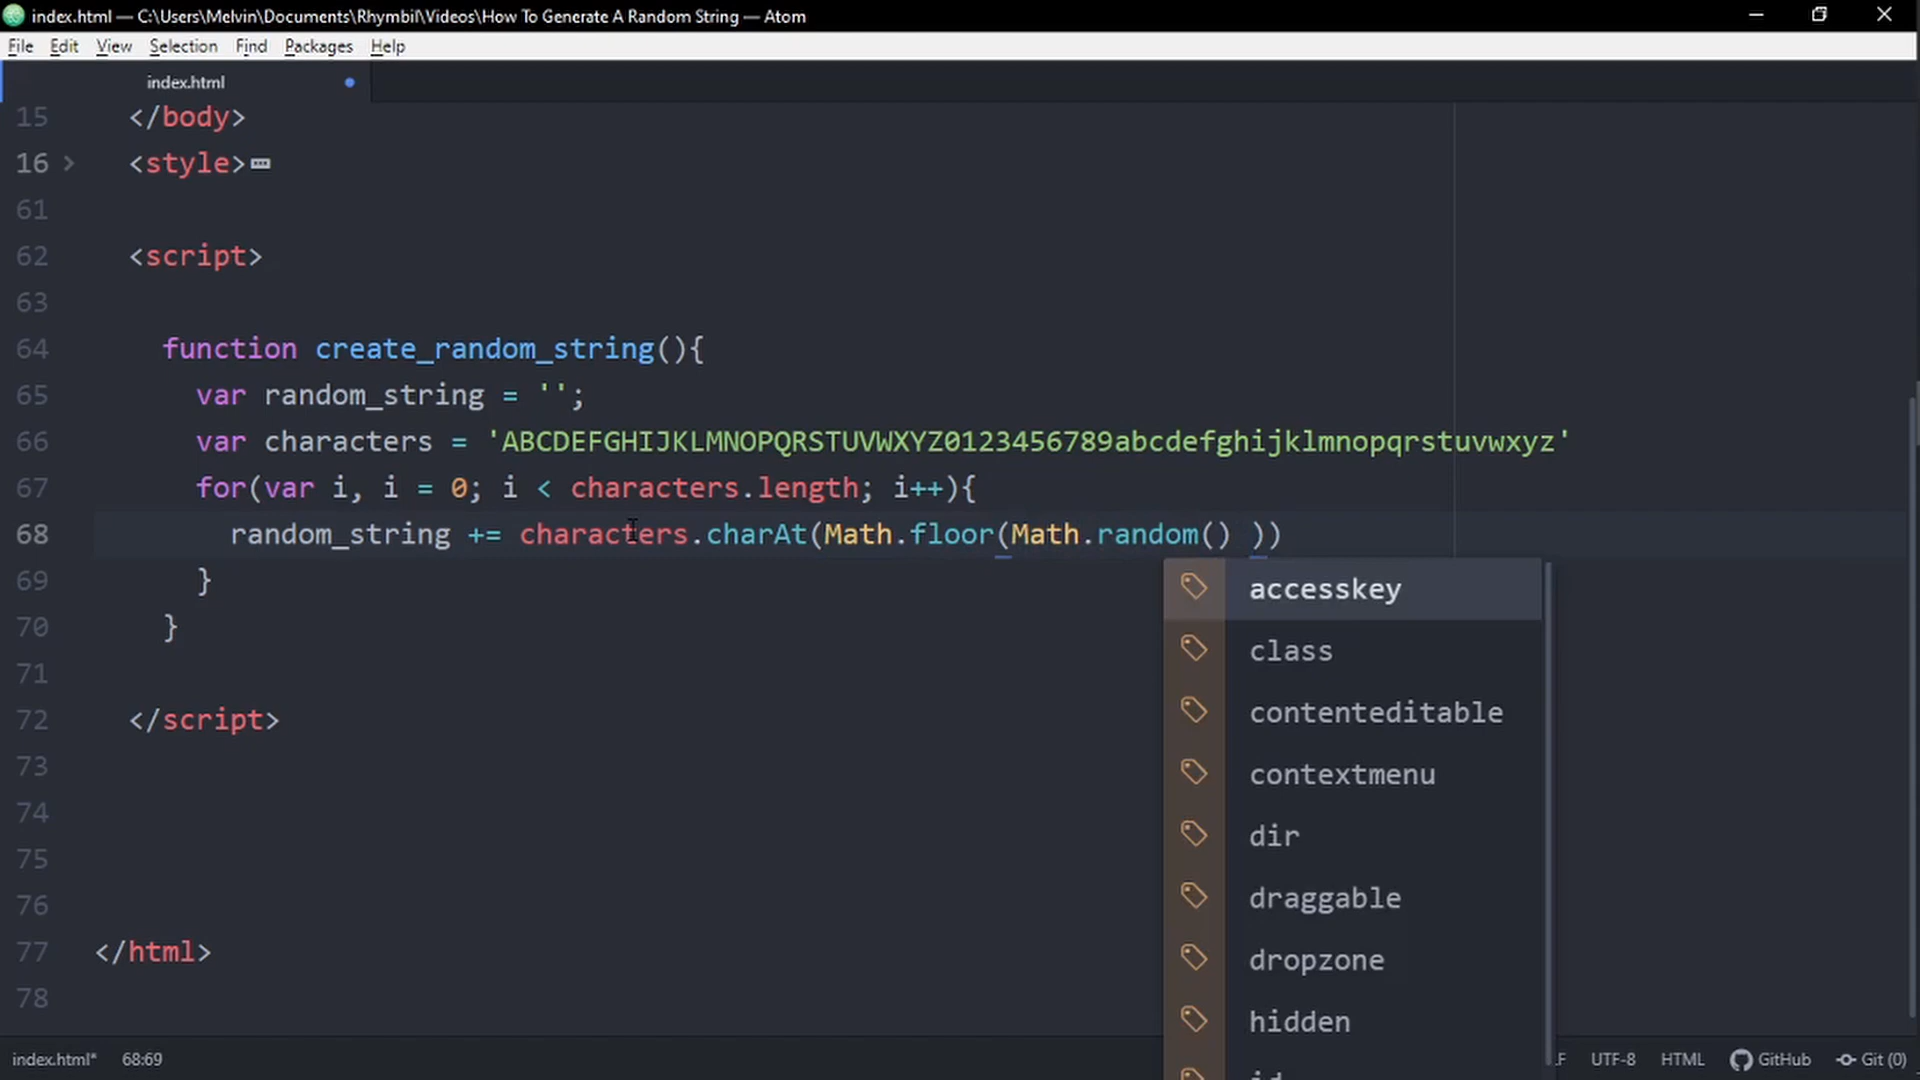 index.html — C:\Users\Melvin\Documents\Rhymbil\Videos\How To Generate A Random String — Atom
File Edit View Selection Find Packages Help
index.html
15 </body>
16 <style>
61
62 <script>
63
64 function create_random_string(){
65 var random_string = '';
66 var characters = 'ABCDEFGHIJKLMNOPQRSTUVWXYZ0123456789abcdefghijklmnopqrstuvwxyz'
67 for(var i, i = 0; i < characters.length; i++){
68 random_string += characters.charAt(Math.floor(Math.random() ))
69 }
70 }
71
72 </script>
73
74
75
76
77 </html>
78
accesskey
class
contenteditable
contextmenu
dir
draggable
dropzone
hidden
index.html* 68:69 F UTF-8 HTML GitHub Git (0)